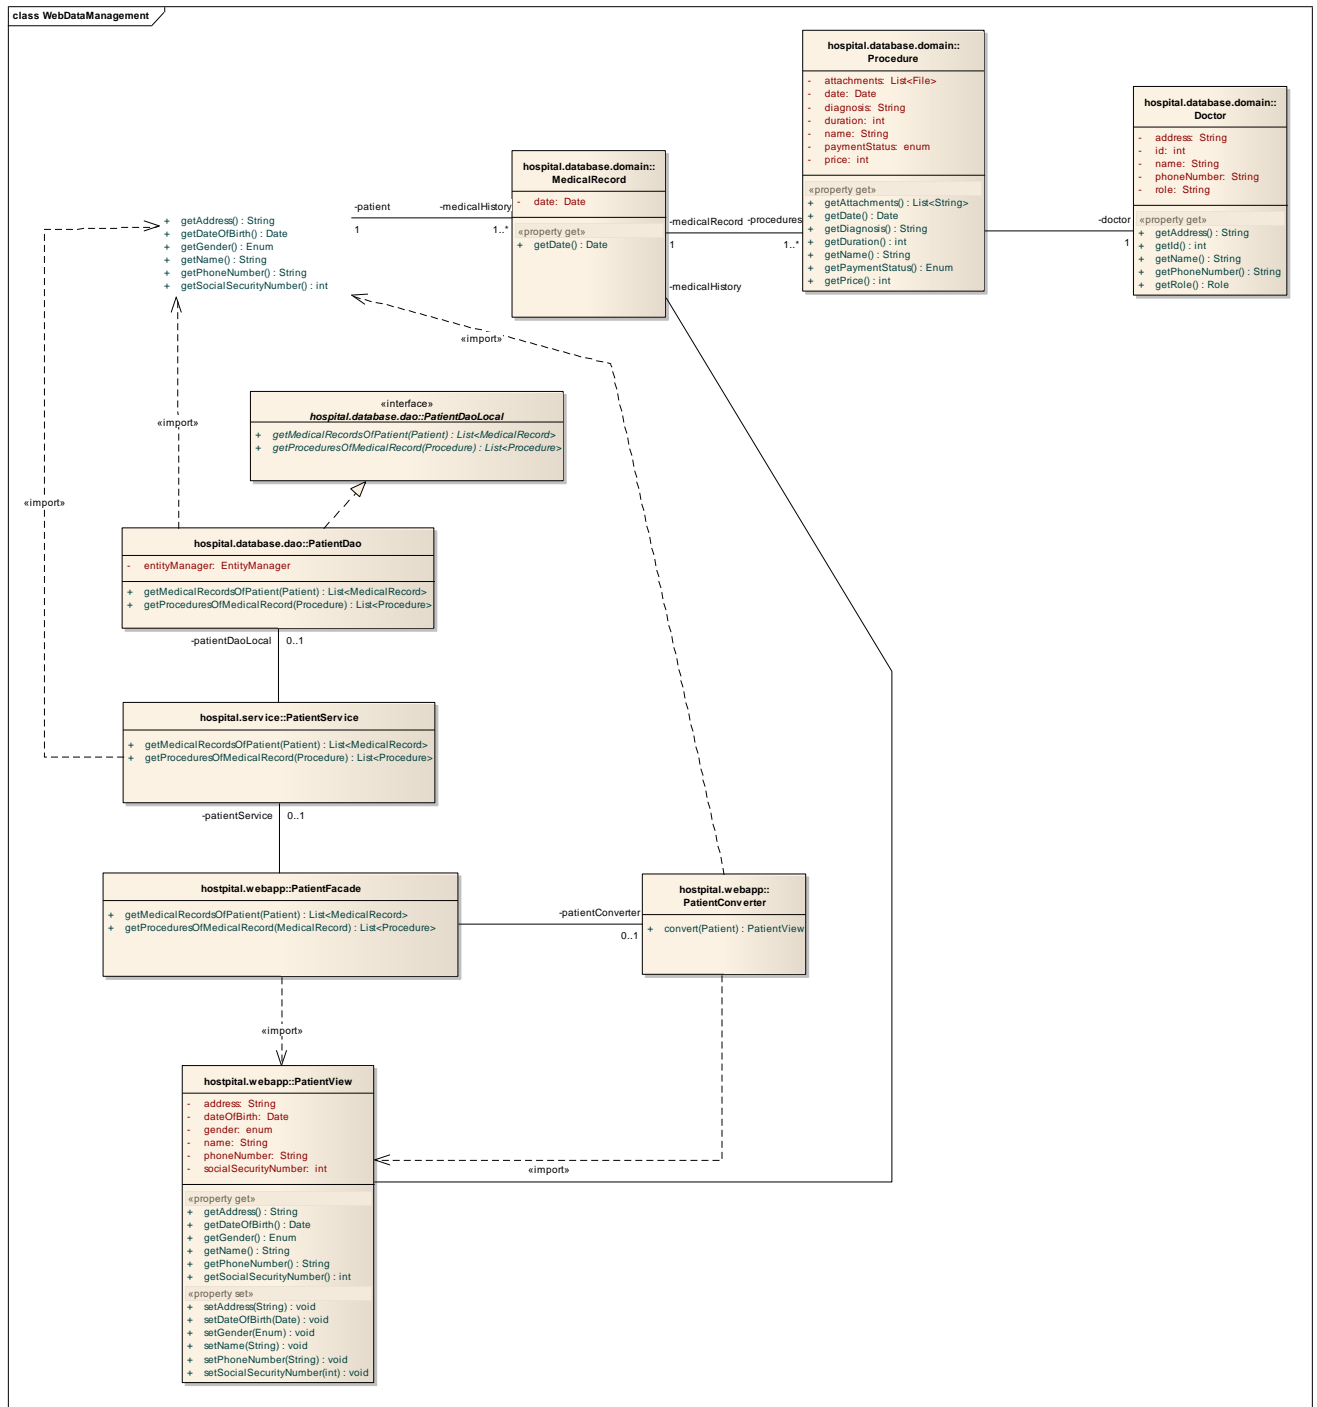 class WebDataManagement
hospital.database.domain::
Procedure
- attachments: List<File>
- date: Date
- diagnosis: String
- duration: int
- name: String
- paymentStatus: enum
- price: int
«property get»
+ getAttachments() : List<String>
+ getDate() : Date
+ getDiagnosis() : String
+ getDuration() : int
+ getName() : String
+ getPaymentStatus() : Enum
+ getPrice() : int
hospital.database.domain::
Doctor
- address: String
- id: int
- name: String
- phoneNumber: String
- role: String
«property get»
+ getAddress() : String
+ getId() : int
+ getName() : String
+ getPhoneNumber() : String
+ getRole() : Role
-doctor
1
hospital.database.domain::
MedicalRecord
- date: Date
«property get»
+ getDate() : Date
-medicalRecord
1
-procedures
1..*
-medicalHistory
-patient
1
-medicalHistory
1..*
+ getAddress() : String
+ getDateOfBirth() : Date
+ getGender() : Enum
+ getName() : String
+ getPhoneNumber() : String
+ getSocialSecurityNumber() : int
«import»
«import»
«import»
«interface»
hospital.database.dao::PatientDaoLocal
+ getMedicalRecordsOfPatient(Patient) : List<MedicalRecord>
+ getProceduresOfMedicalRecord(Procedure) : List<Procedure>
hospital.database.dao::PatientDao
- entityManager: EntityManager
+ getMedicalRecordsOfPatient(Patient) : List<MedicalRecord>
+ getProceduresOfMedicalRecord(Procedure) : List<Procedure>
-patientDaoLocal
0..1
hospital.service::PatientService
+ getMedicalRecordsOfPatient(Patient) : List<MedicalRecord>
+ getProceduresOfMedicalRecord(Procedure) : List<Procedure>
-patientService
0..1
hostpital.webapp::PatientFacade
+ getMedicalRecordsOfPatient(Patient) : List<MedicalRecord>
+ getProceduresOfMedicalRecord(MedicalRecord) : List<Procedure>
-patientConverter
0..1
hostpital.webapp::
PatientConverter
+ convert(Patient) : PatientView
«import»
«import»
hostpital.webapp::PatientView
- address: String
- dateOfBirth: Date
- gender: enum
- name: String
- phoneNumber: String
- socialSecurityNumber: int
«property get»
+ getAddress() : String
+ getDateOfBirth() : Date
+ getGender() : Enum
+ getName() : String
+ getPhoneNumber() : String
+ getSocialSecurityNumber() : int
«property set»
+ setAddress(String) : void
+ setDateOfBirth(Date) : void
+ setGender(Enum) : void
+ setName(String) : void
+ setPhoneNumber(String) : void
+ setSocialSecurityNumber(int) : void